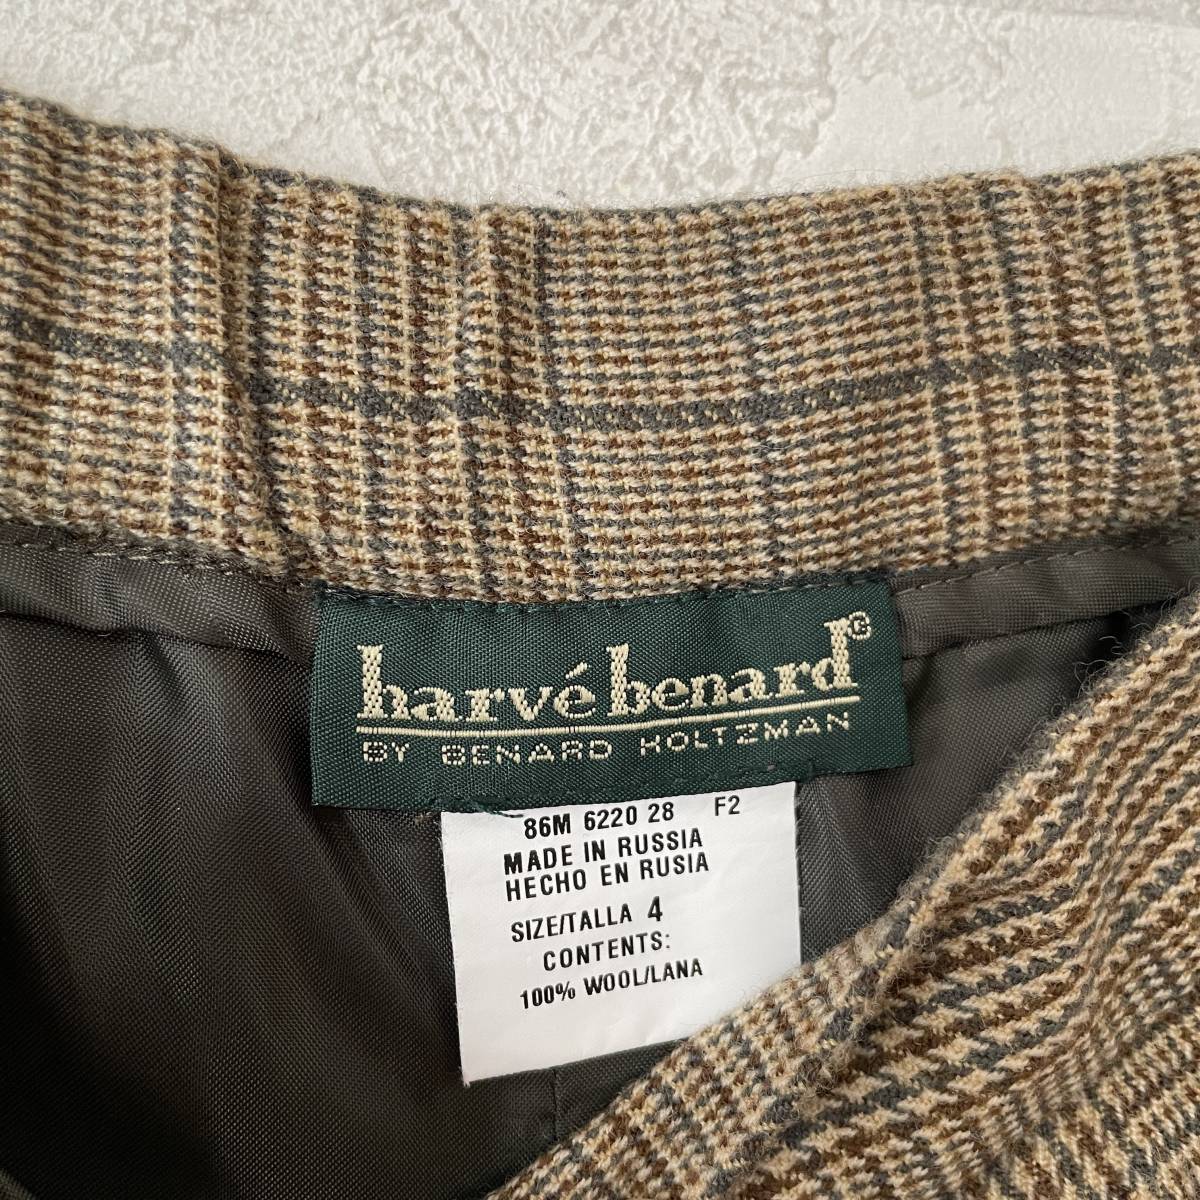 harvé benard®
BY BENARD HOLTZMAN
86M 6220 28 F2
MADE IN RUSSIA
HECHO EN RUSIA
SIZE/TALLA 4
CONTENTS:
100% WOOL/LANA